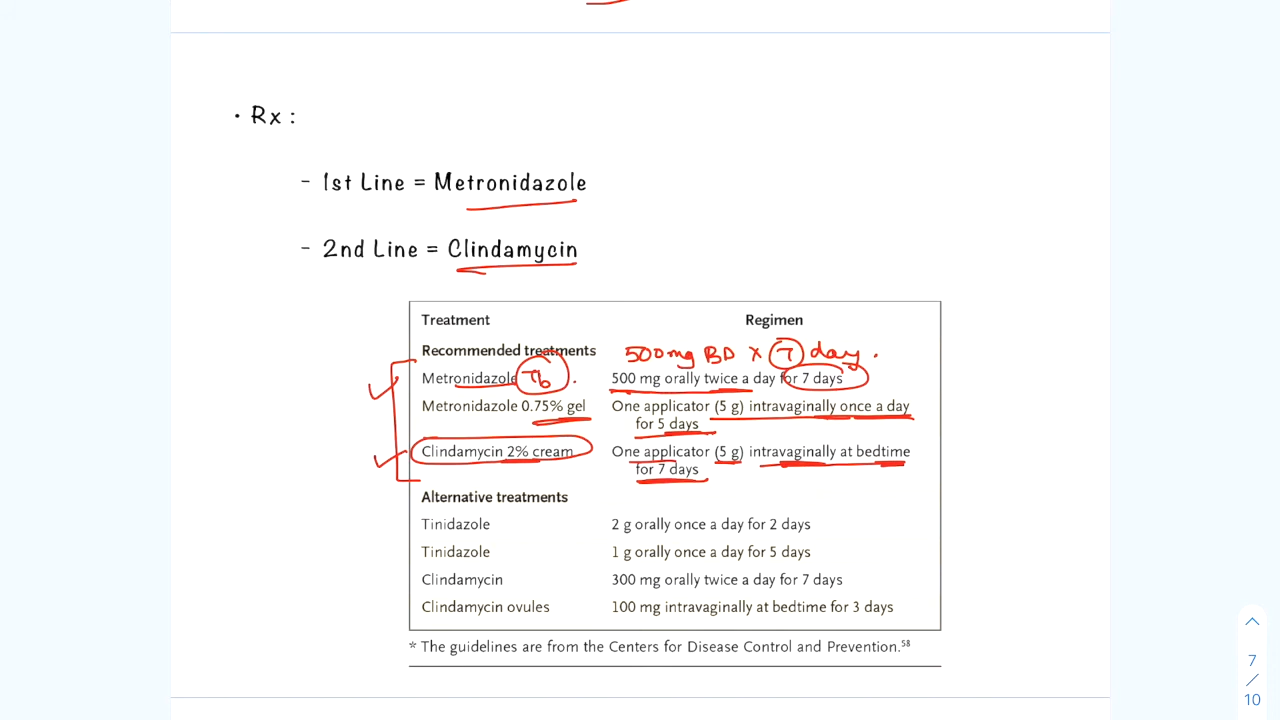 • Rx :
- 1st Line = Metronidazole
- 2nd Line = Clindamycin
Treatment Regimen
Recommended treatments 500mg BD x 7 day.
Metronidazole Tb. 500 mg orally twice a day for 7 days
Metronidazole 0.75% gel One applicator (5 g) intravaginally once a day
for 5 days
Clindamycin 2% cream One applicator (5 g) intravaginally at bedtime
for 7 days
Alternative treatments
Tinidazole 2 g orally once a day for 2 days
Tinidazole 1 g orally once a day for 5 days
Clindamycin 300 mg orally twice a day for 7 days
Clindamycin ovules 100 mg intravaginally at bedtime for 3 days
* The guidelines are from the Centers for Disease Control and Prevention.58
7
/
10